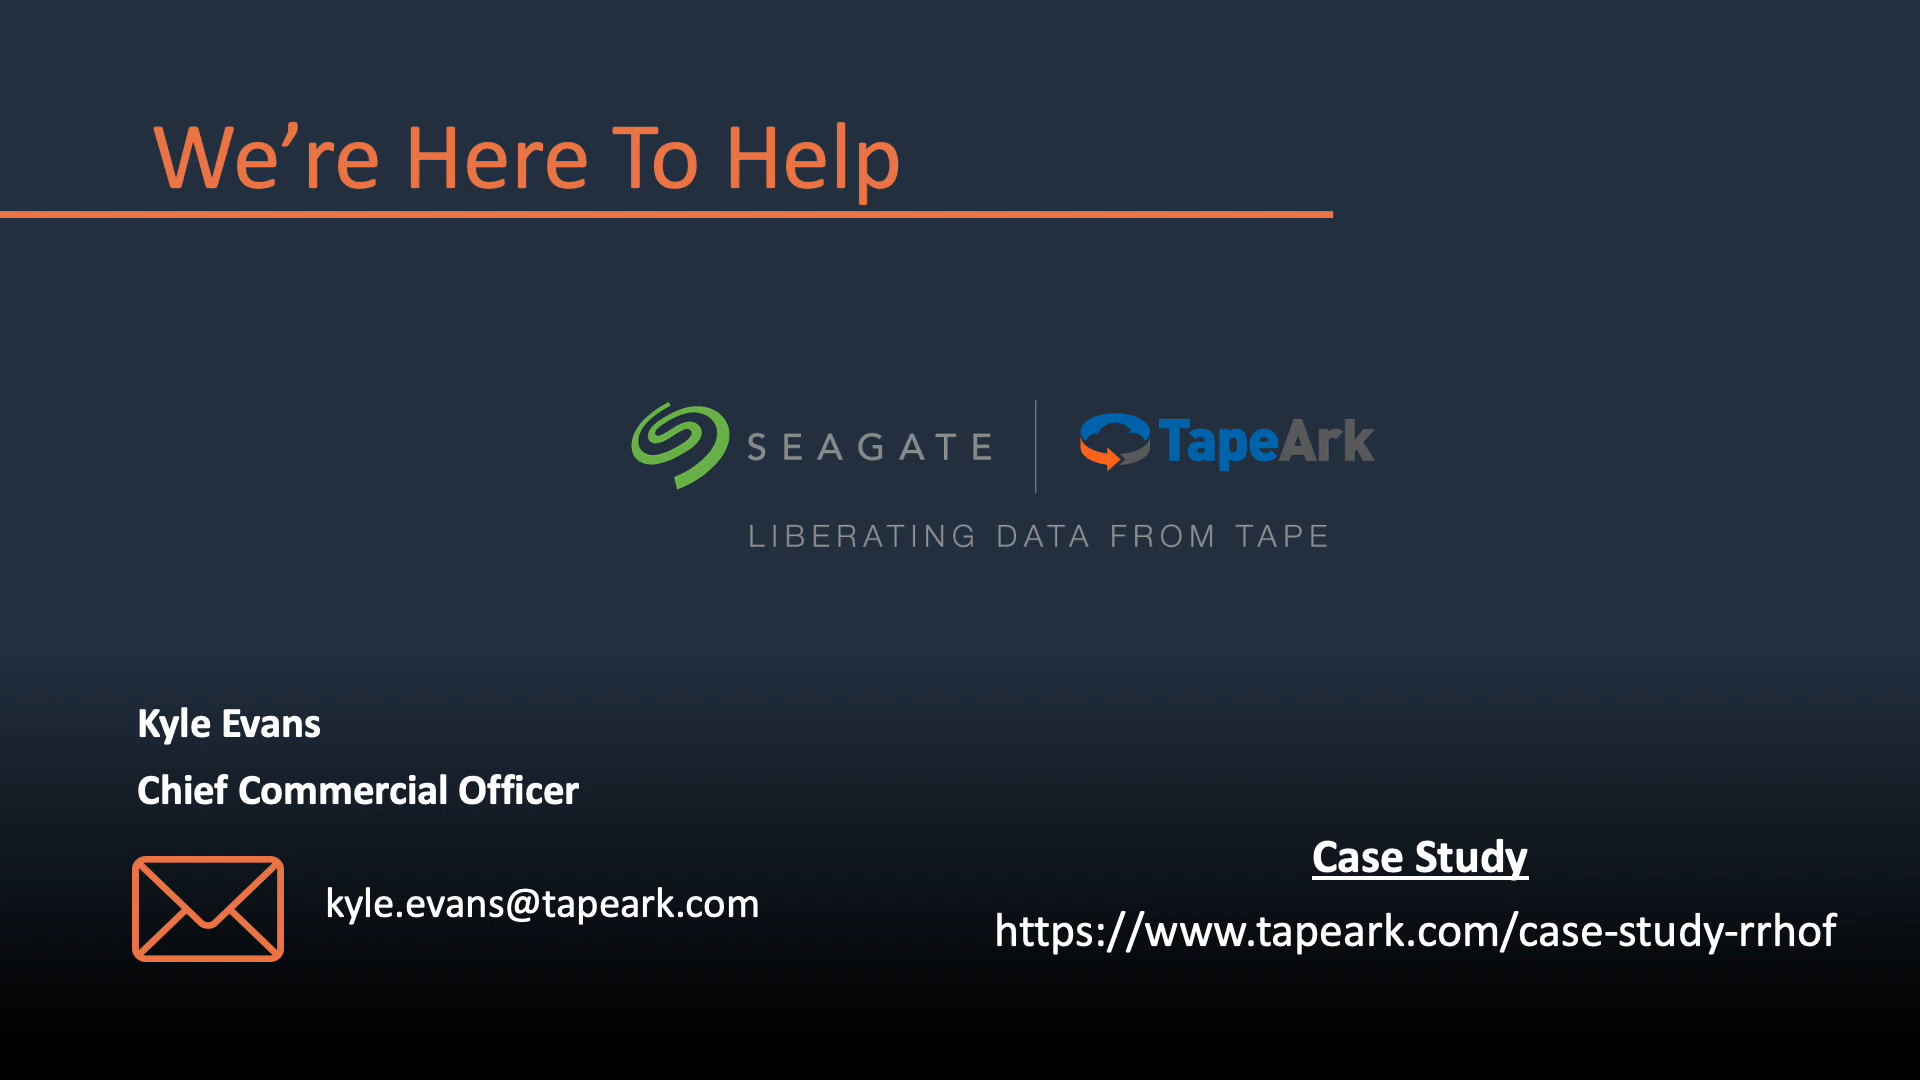 We’re Here To Help
SEAGATE
TapeArk
LIBERATING DATA FROM TAPE
Kyle Evans
Chief Commercial Officer
kyle.evans@tapeark.com
Case Study
https://www.tapeark.com/case-study-rrhof